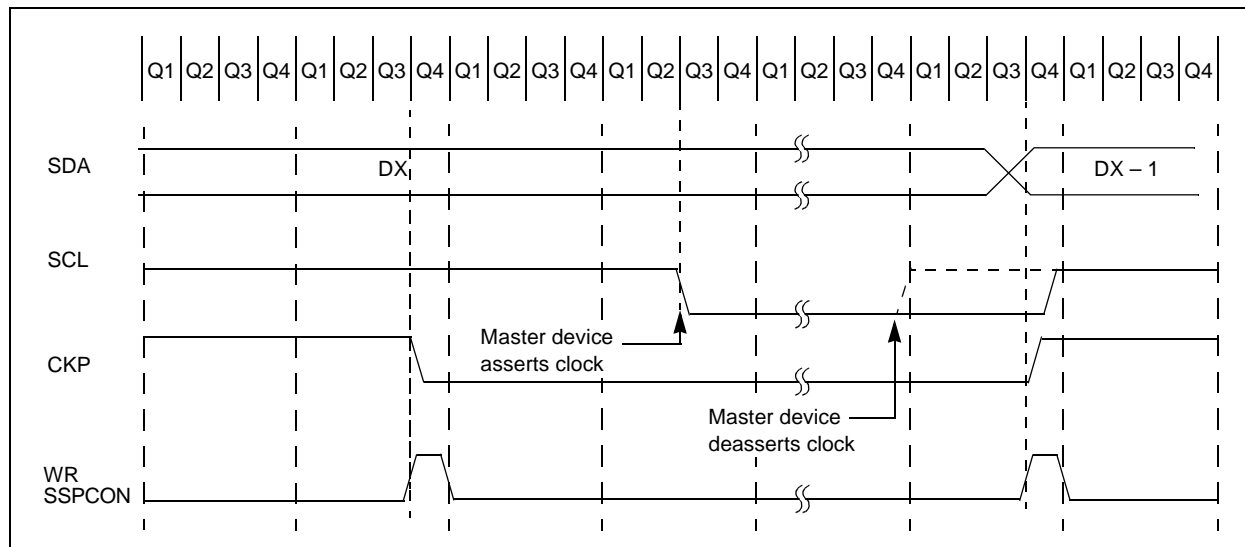 Q1 Q2 Q3 Q4 Q1 Q2 Q3 Q4 Q1 Q2 Q3 Q4 Q1 Q2 Q3 Q4 Q1 Q2 Q3 Q4 Q1 Q2 Q3 Q4 Q1 Q2 Q3 Q4
SDA
DX
DX – 1
SCL
Master device
asserts clock
CKP
Master device
deasserts clock
WR
SSPCON